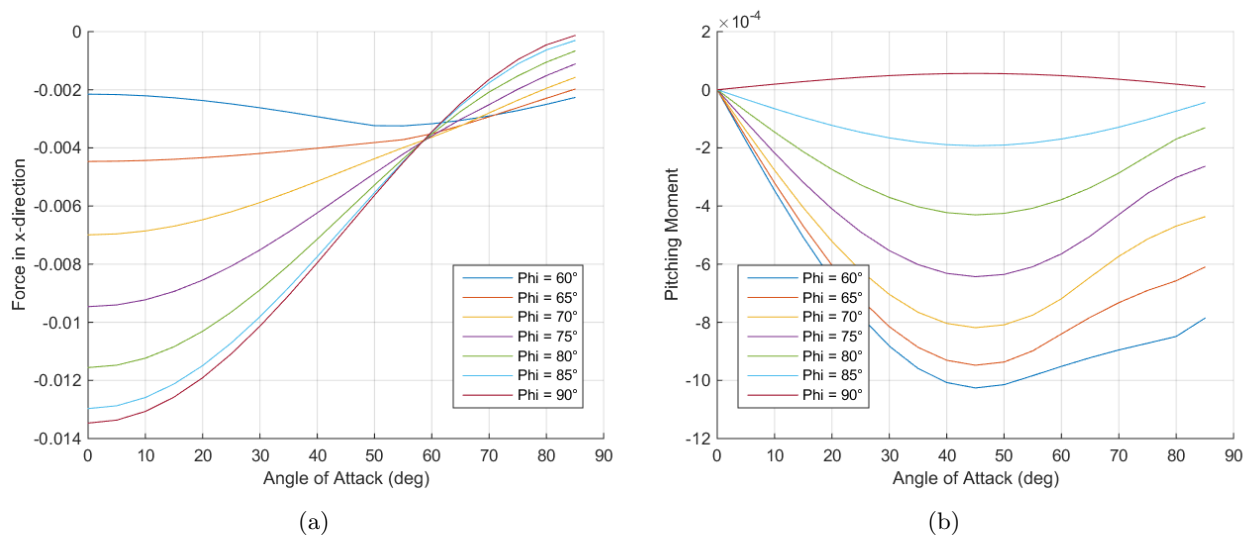 0
-0.002
-0.004
-0.006
-0.008
-0.01
-0.012
-0.014
Force in x-direction
0 10 20 30 40 50 60 70 80 90
Angle of Attack (deg)
Phi = 60°
Phi = 65°
Phi = 70°
Phi = 75°
Phi = 80°
Phi = 85°
Phi = 90°
(a)
×10⁻⁴
2
0
-2
-4
-6
-8
-10
-12
Pitching Moment
0 10 20 30 40 50 60 70 80 90
Angle of Attack (deg)
Phi = 60°
Phi = 65°
Phi = 70°
Phi = 75°
Phi = 80°
Phi = 85°
Phi = 90°
(b)